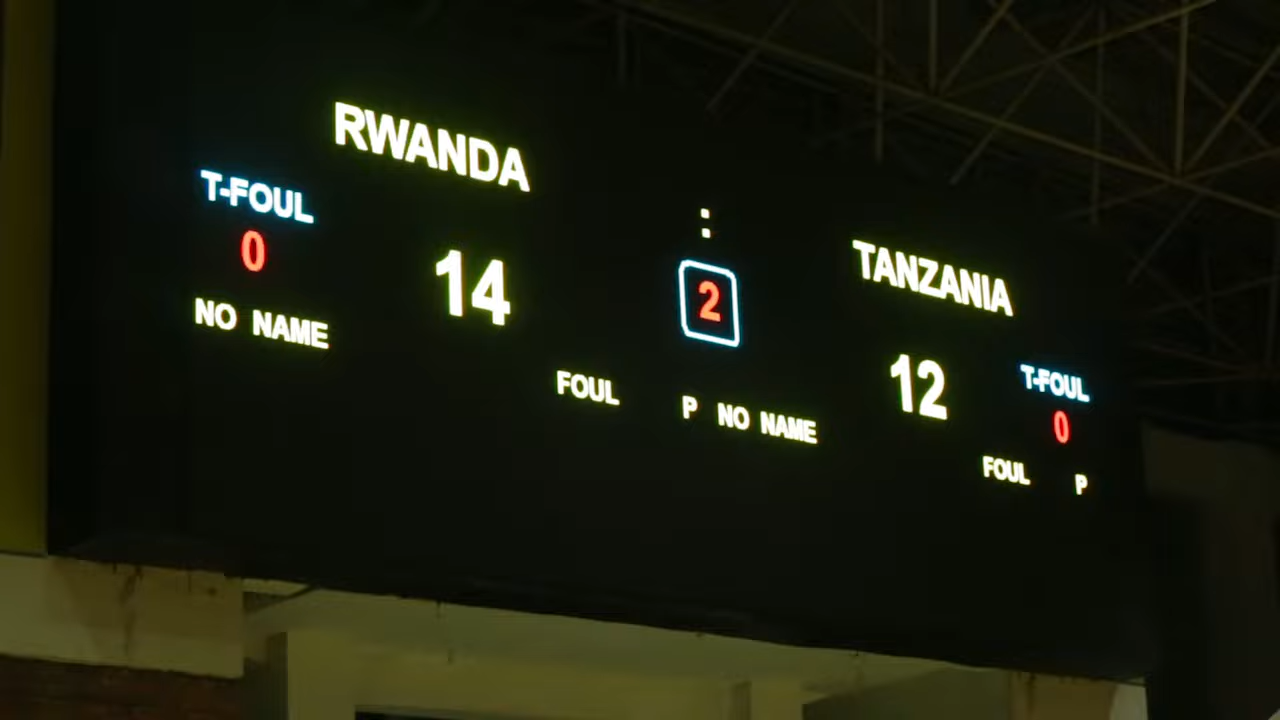 RWANDA
T-FOUL
0
14
NO NAME
:
2
TANZANIA
12
T-FOUL
0
FOUL
P NO NAME
FOUL P